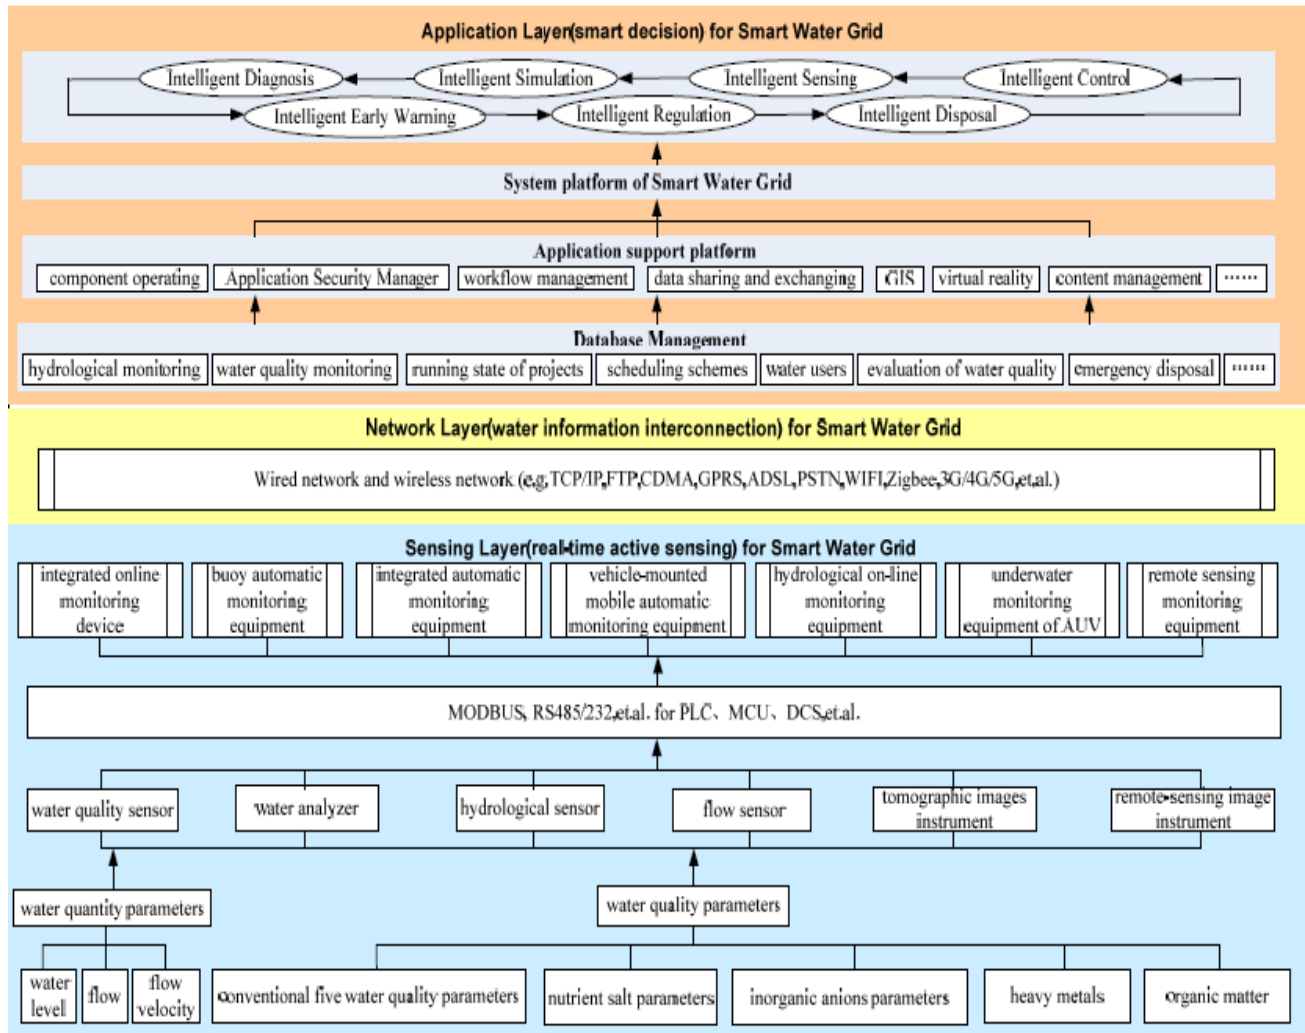 Application Layer(smart decision) for Smart Water Grid
Intelligent Diagnosis
Intelligent Simulation
Intelligent Sensing
Intelligent Control
Intelligent Early Warning
Intelligent Regulation
Intelligent Disposal
System platform of Smart Water Grid
Application support platform
component operating
Application Security Manager
workflow management
data sharing and exchanging
GIS
virtual reality
content management
......
Database Management
hydrological monitoring
water quality monitoring
running state of projects
scheduling schemes
water users
evaluation of water quality
emergency disposal
......
Network Layer(water information interconnection) for Smart Water Grid
Wired network and wireless network (e.g,TCP/IP,FTP,CDMA,GPRS,ADSL,PSTN,WIFI,Zigbee,3G/4G/5G,et.al.)
Sensing Layer(real-time active sensing) for Smart Water Grid
integrated online
monitoring
device
buoy automatic
monitoring
equipment
integrated automatic
monitoring
equipment
vehicle-mounted
mobile automatic
monitoring equipment
hydrological on-line
monitoring
equipment
underwater
monitoring
equipment of AUV
remote sensing
monitoring
equipment
MODBUS, RS485/232,et.al. for PLC、MCU、DCS,et.al.
water quality sensor
water analyzer
hydrological sensor
flow sensor
tomographic images
instrument
remote-sensing image
instrument
water quantity parameters
water quality parameters
water
level
flow
flow
velocity
conventional five water quality parameters
nutrient salt parameters
inorganic anions parameters
heavy metals
organic matter